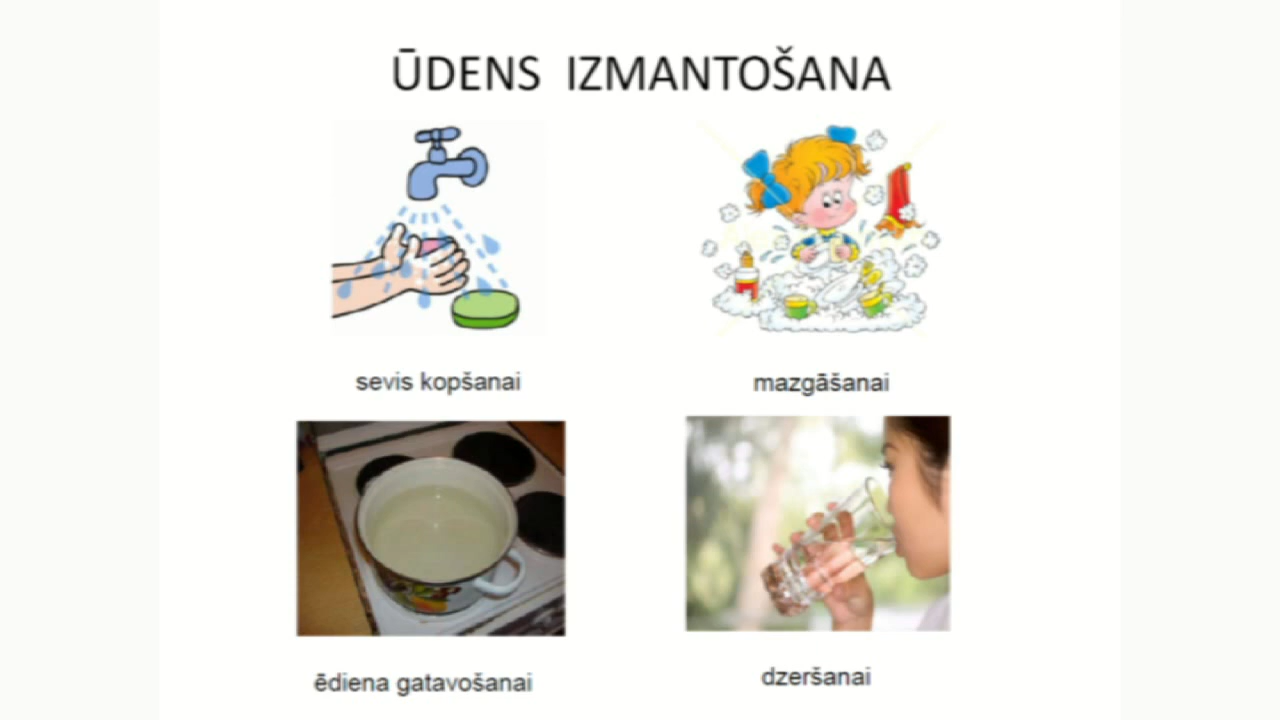 ŪDENS IZMANTOŠANA
sevis kopšanai
mazgāšanai
ēdiena gatavošanai
dzeršanai